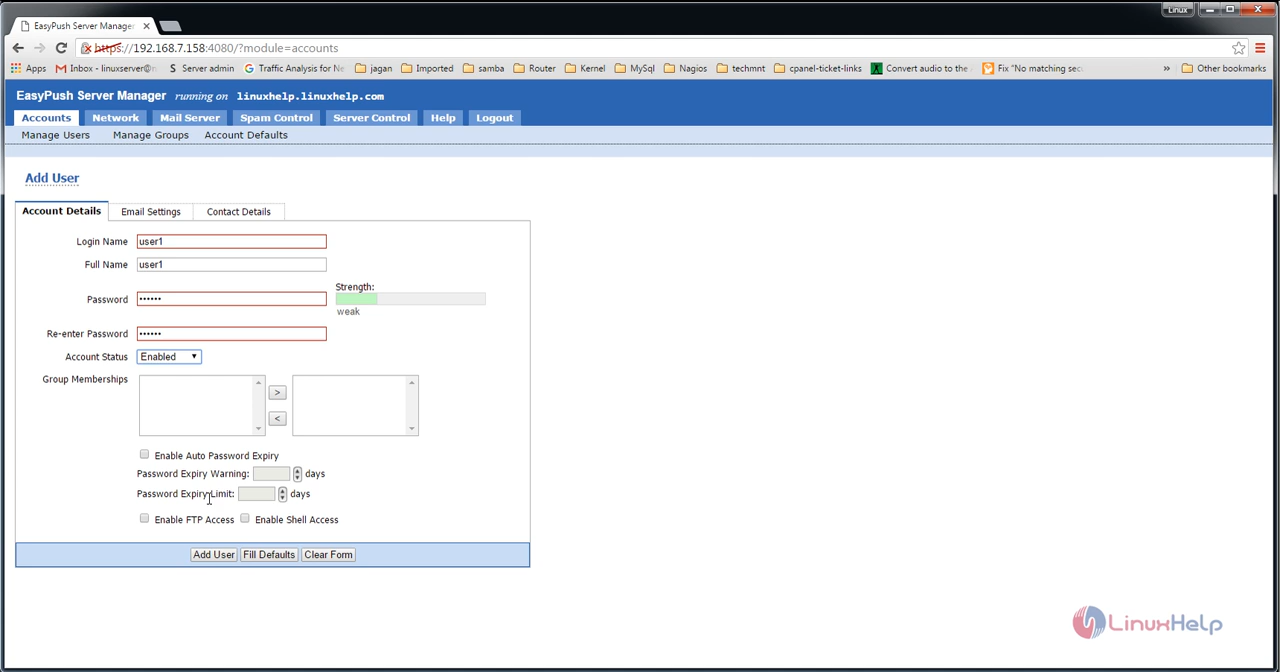 Linux
EasyPush Server Manager
https://192.168.7.158:4080/?module=accounts
Apps Inbox - linuxserver@ Server admin Traffic Analysis for Ne jagan Imported samba Router Kernel MySql Nagios techmnt cpanel-ticket-links Convert audio to the Fix "No matching sec » Other bookmarks
EasyPush Server Manager running on linuxhelp.linuxhelp.com
Accounts Network Mail Server Spam Control Server Control Help Logout
Manage Users Manage Groups Account Defaults
Add User
Account Details Email Settings Contact Details
Login Name user1
Full Name user1
Strength:
Password ••••••
weak
Re-enter Password ••••••
Account Status Enabled
Group Memberships
>
<
Enable Auto Password Expiry
Password Expiry Warning: days
Password Expiry Limit: days
Enable FTP Access Enable Shell Access
Add User Fill Defaults Clear Form
LinuxHelp